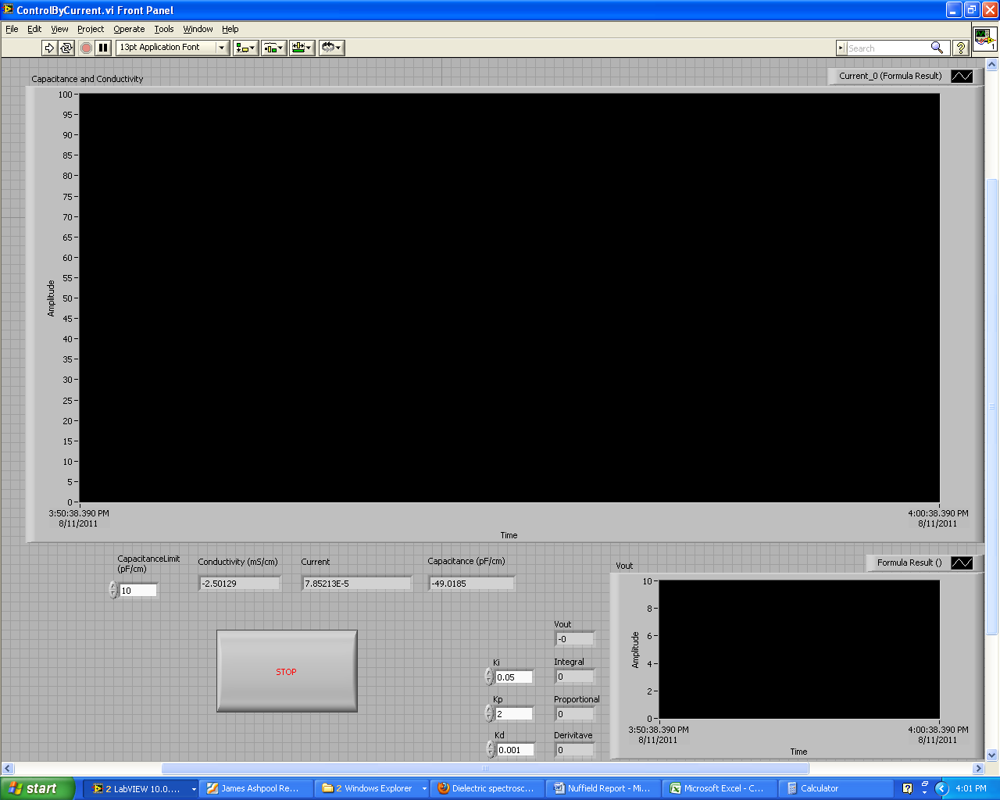 ControlByCurrent.vi Front Panel
File Edit View Project Operate Tools Window Help
13pt Application Font
Search
?
1
Capacitance and Conductivity
Current_0 (Formula Result)
100
95
90
85
80
75
70
65
60
55
50
45
40
35
30
25
20
15
10
5
0
Amplitude
3:50:38.390 PM
8/11/2011
4:00:38.390 PM
8/11/2011
Time
CapacitanceLimit
(pF/cm)
10
Conductivity (mS/cm)
-2.50129
Current
7.85213E-5
Capacitance (pF/cm)
-49.0185
STOP
Vout
-0
Ki
0.05
Integral
0
Kp
2
Proportional
0
Kd
0.001
Derivitave
0
Vout
Formula Result ()
10
8
6
4
2
0
Amplitude
3:50:38.390 PM
8/11/2011
4:00:38.390 PM
8/11/2011
Time
start
2 LabVIEW 10.0....
James Ashpool Re...
2 Windows Explorer
Dielectric spectrosc...
Nuffield Report - Mi...
Microsoft Excel - C...
Calculator
?
4:01 PM